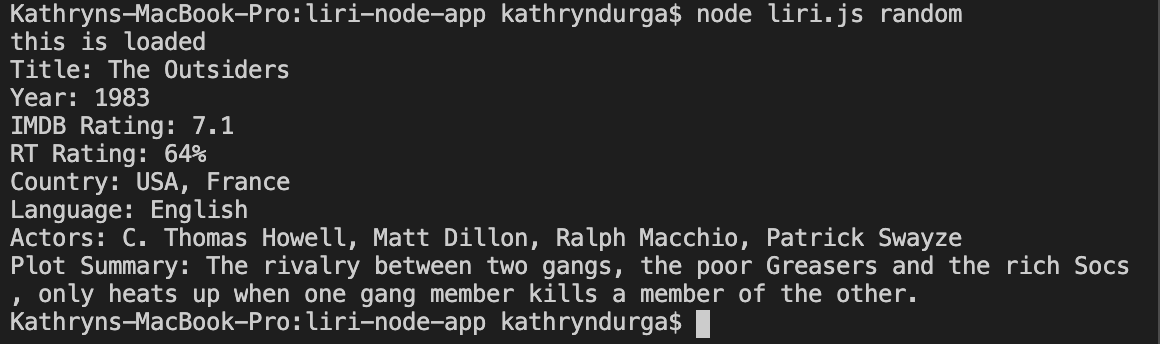 Kathryns-MacBook-Pro:liri-node-app kathryndurga$ node liri.js random
this is loaded
Title: The Outsiders
Year: 1983
IMDB Rating: 7.1
RT Rating: 64%
Country: USA, France
Language: English
Actors: C. Thomas Howell, Matt Dillon, Ralph Macchio, Patrick Swayze
Plot Summary: The rivalry between two gangs, the poor Greasers and the rich Socs
, only heats up when one gang member kills a member of the other.
Kathryns-MacBook-Pro:liri-node-app kathryndurga$